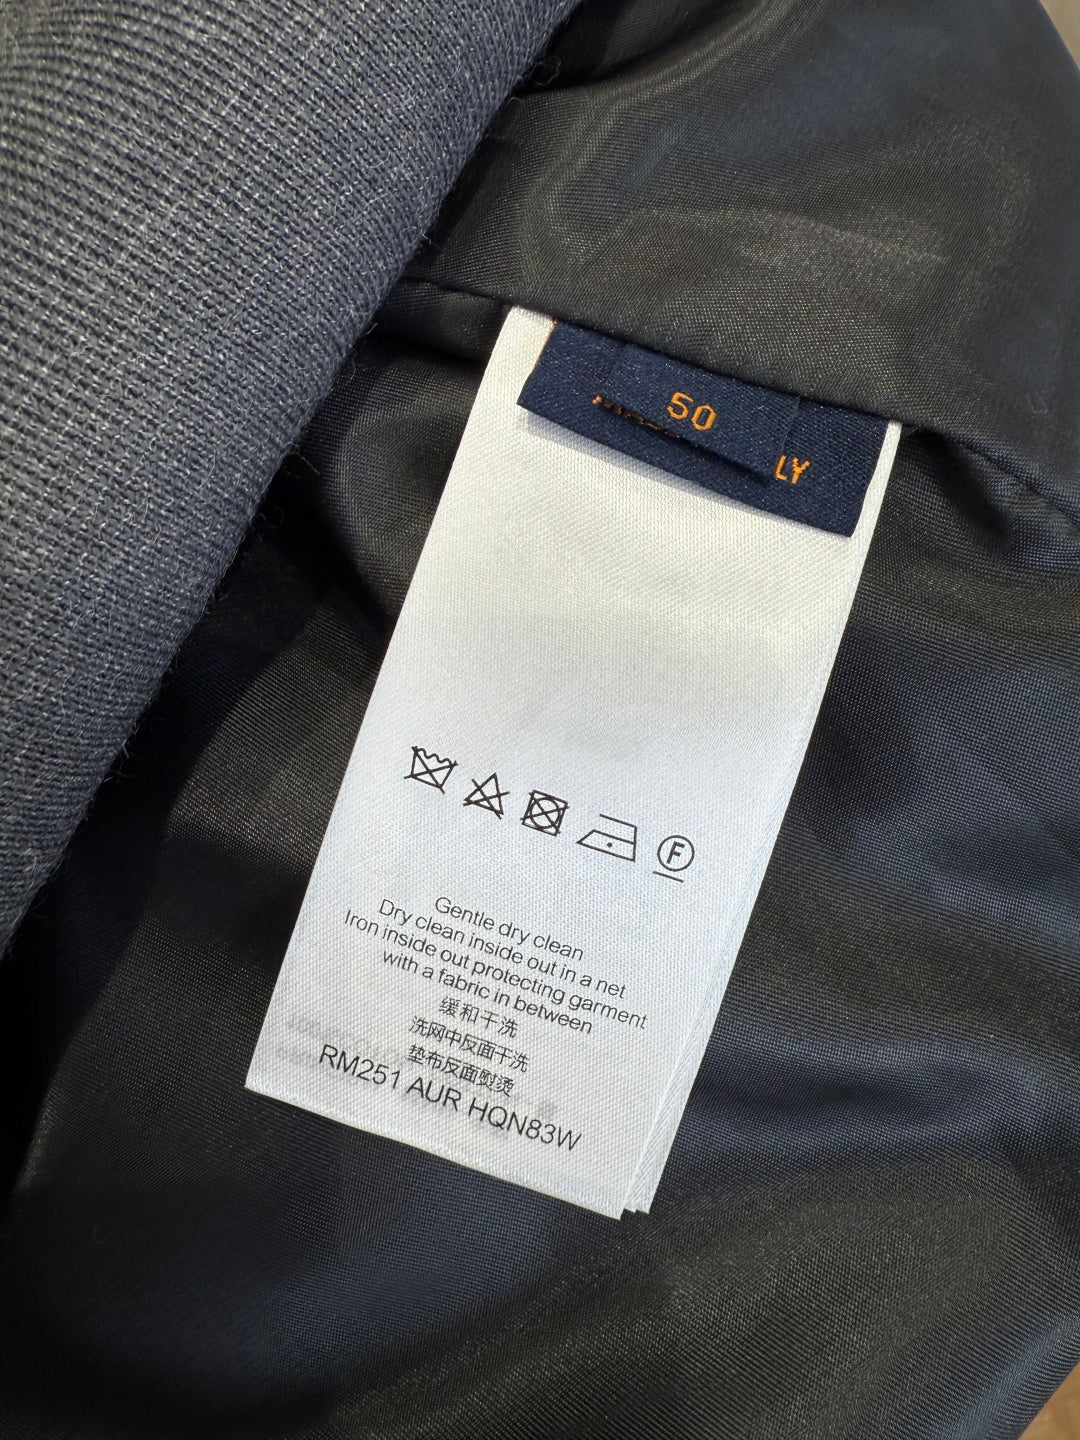 50
LY
F
Gentle dry clean
Dry clean inside out in a net
Iron inside out protecting garment
with a fabric in between
缓和干洗
洗网中反面干洗
垫布反面熨烫
RM251 AUR HQN83W